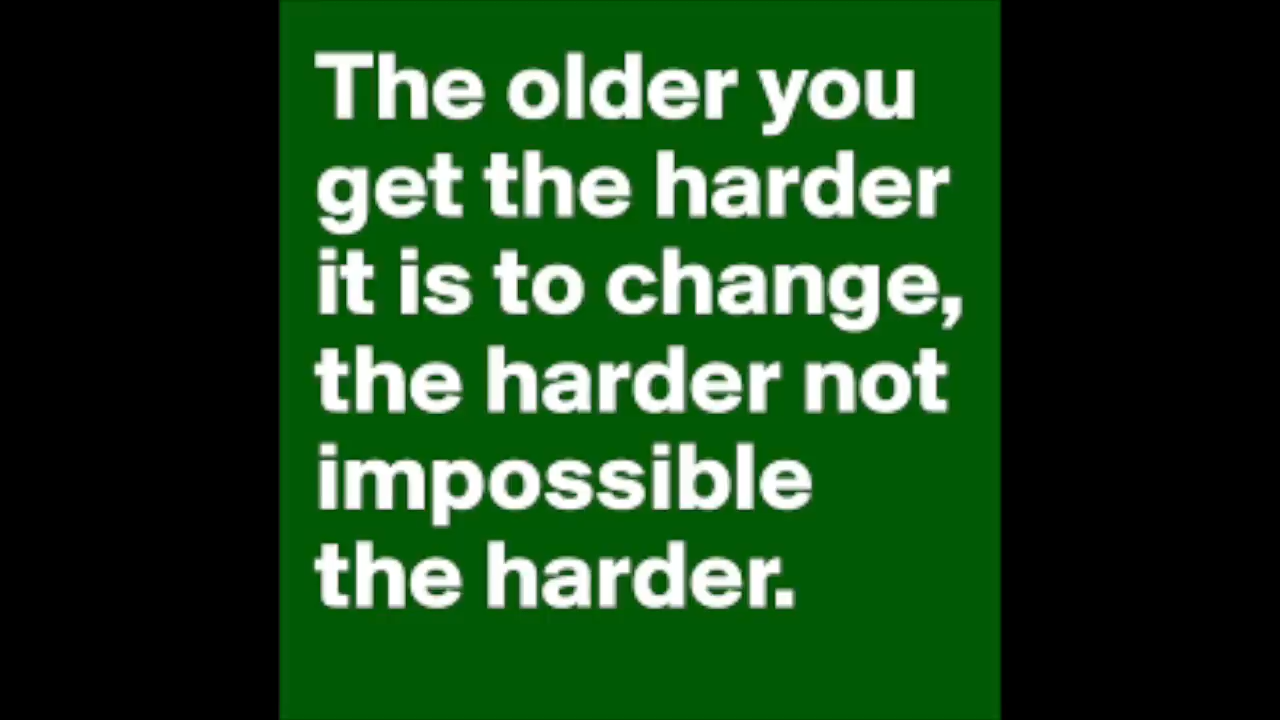 The older you
get the harder
it is to change,
the harder not
impossible
the harder.